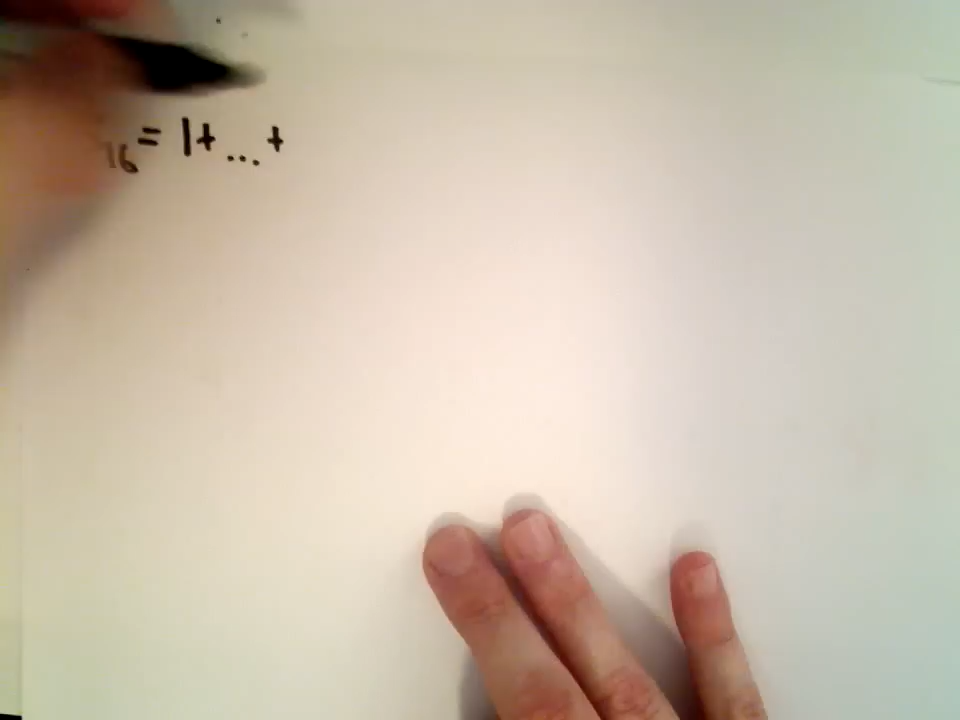 16 = 1 + ... +